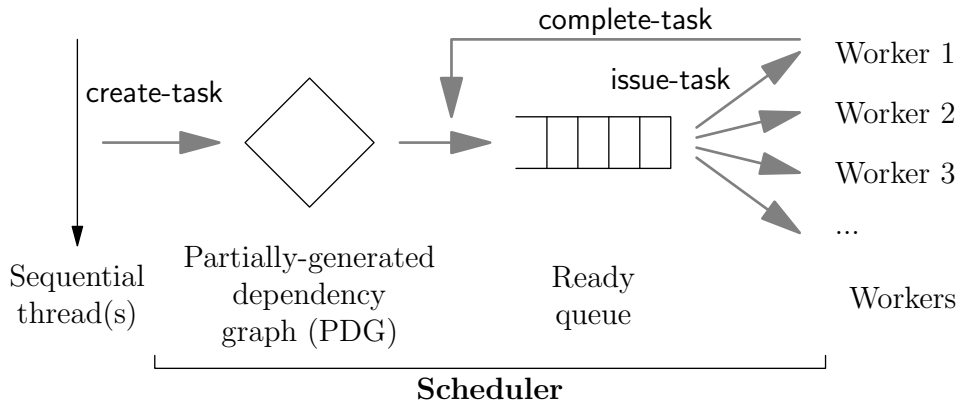 complete-task
create-task
issue-task
Worker 1
Worker 2
Worker 3
...
Sequential
thread(s)
Partially-generated
dependency
graph (PDG)
Ready
queue
Workers
Scheduler